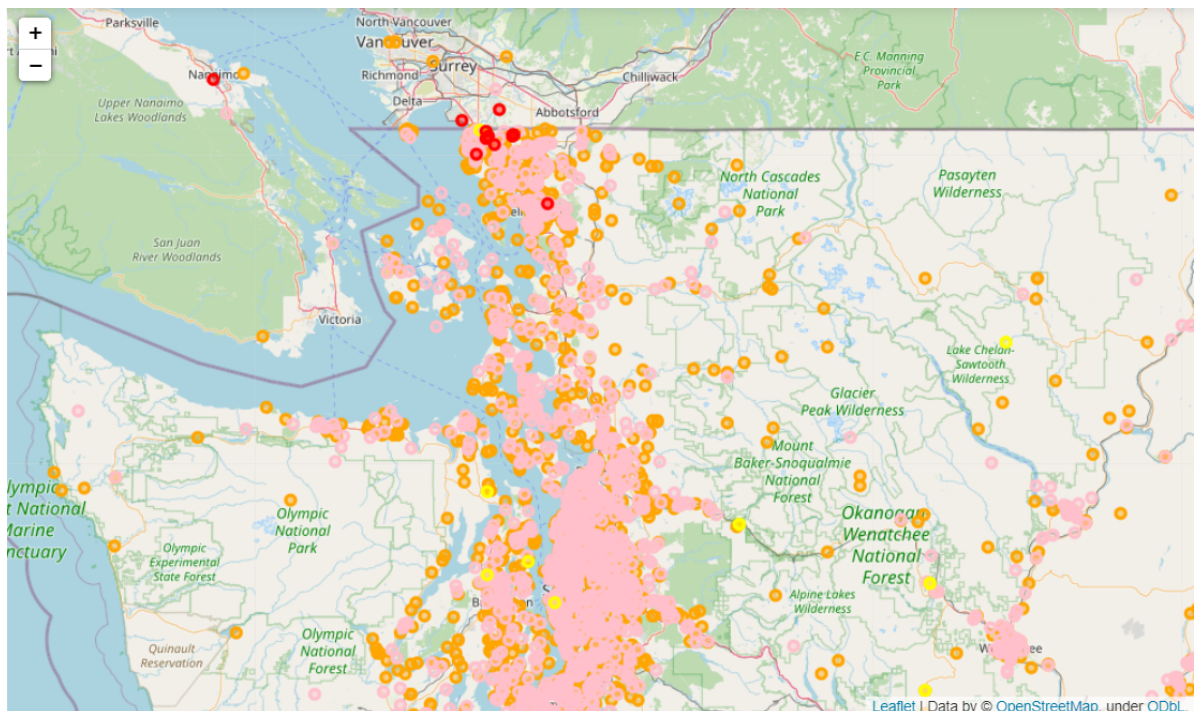 +
−
Parksville
North Vancouver
Vancouver
Surrey
Richmond
Chilliwack
Delta
Abbotsford
E.C. Manning
Provincial
Park
Upper Nanaimo
Lakes Woodlands
North Cascades
National
Park
Pasayten
Wilderness
San Juan
River Woodlands
Victoria
Lake Chelan-
Sawtooth
Wilderness
Glacier
Peak Wilderness
Mount
Baker-Snoqualmie
National
Forest
Olympic
National
Park
Okanogan
Wenatchee
National
Forest
t National
Marine
nctuary
Olympic
Experimental
State Forest
Alpine Lakes
Wilderness
Olympic
National
Forest
Quinault
Reservation
Leaflet | Data by © OpenStreetMap, under ODbL.